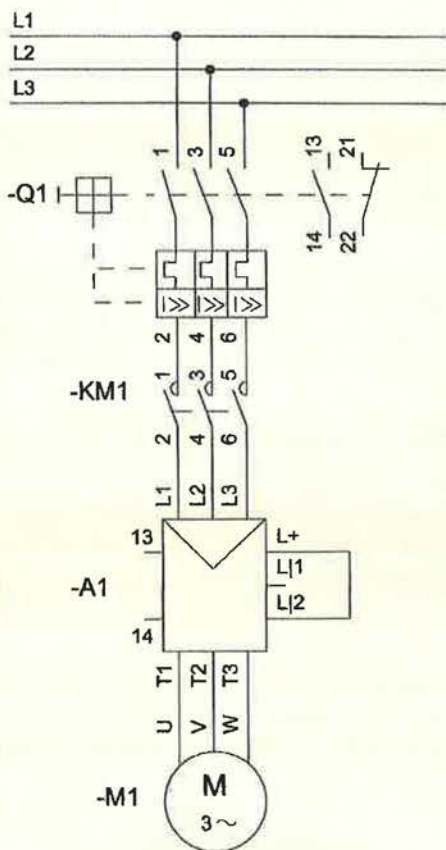 L1
L2
L3
1 3 5 13 21
-Q1
14 22
I>> I>> I>>
2 4 6
1 3 5
-KM1
2 4 6
L1 L2 L3
13 L+
L|1
-A1
L|2
14
T1 T2 T3
U V W
M
-M1
3~